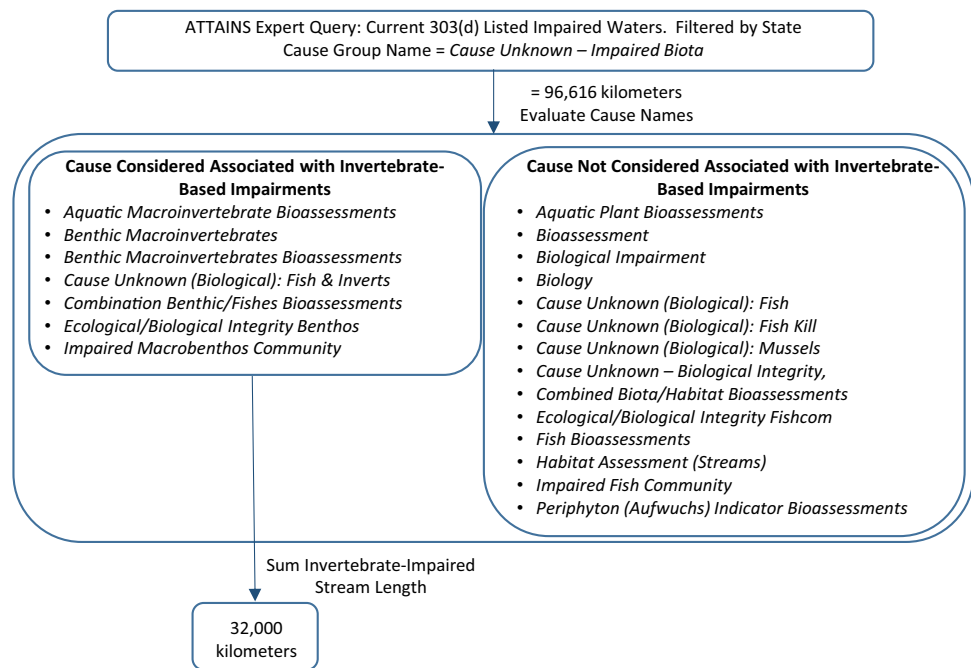 ATTAINS Expert Query: Current 303(d) Listed Impaired Waters.  Filtered by State
Cause Group Name = Cause Unknown – Impaired Biota
= 96,616 kilometers
Evaluate Cause Names
Cause Considered Associated with Invertebrate-
Based Impairments
• Aquatic Macroinvertebrate Bioassessments
• Benthic Macroinvertebrates
• Benthic Macroinvertebrates Bioassessments
• Cause Unknown (Biological): Fish & Inverts
• Combination Benthic/Fishes Bioassessments
• Ecological/Biological Integrity Benthos
• Impaired Macrobenthos Community
Cause Not Considered Associated with Invertebrate-
Based Impairments
• Aquatic Plant Bioassessments
• Bioassessment
• Biological Impairment
• Biology
• Cause Unknown (Biological): Fish
• Cause Unknown (Biological): Fish Kill
• Cause Unknown (Biological): Mussels
• Cause Unknown – Biological Integrity,
• Combined Biota/Habitat Bioassessments
• Ecological/Biological Integrity Fishcom
• Fish Bioassessments
• Habitat Assessment (Streams)
• Impaired Fish Community
• Periphyton (Aufwuchs) Indicator Bioassessments
Sum Invertebrate-Impaired
Stream Length
32,000
kilometers